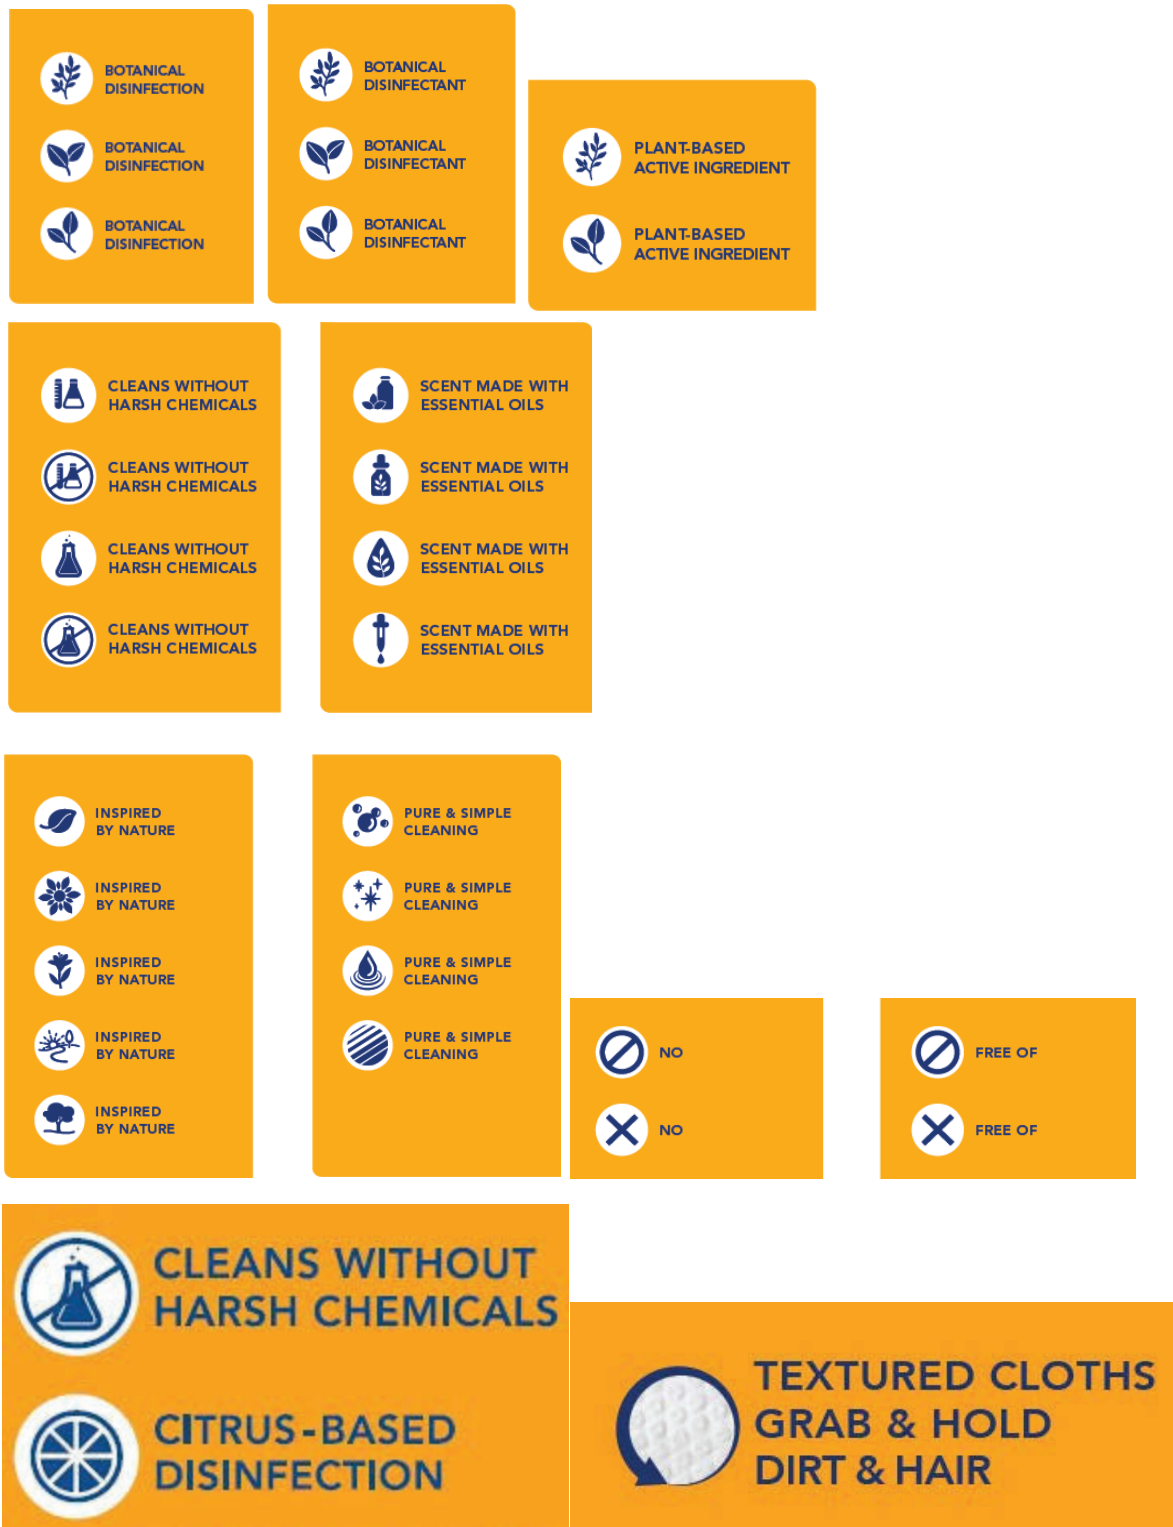 BOTANICAL
DISINFECTION
BOTANICAL
DISINFECTION
BOTANICAL
DISINFECTION
BOTANICAL
DISINFECTANT
BOTANICAL
DISINFECTANT
BOTANICAL
DISINFECTANT
PLANT-BASED
ACTIVE INGREDIENT
PLANT-BASED
ACTIVE INGREDIENT
CLEANS WITHOUT
HARSH CHEMICALS
CLEANS WITHOUT
HARSH CHEMICALS
CLEANS WITHOUT
HARSH CHEMICALS
CLEANS WITHOUT
HARSH CHEMICALS
SCENT MADE WITH
ESSENTIAL OILS
SCENT MADE WITH
ESSENTIAL OILS
SCENT MADE WITH
ESSENTIAL OILS
SCENT MADE WITH
ESSENTIAL OILS
INSPIRED
BY NATURE
INSPIRED
BY NATURE
INSPIRED
BY NATURE
INSPIRED
BY NATURE
INSPIRED
BY NATURE
PURE & SIMPLE
CLEANING
PURE & SIMPLE
CLEANING
PURE & SIMPLE
CLEANING
PURE & SIMPLE
CLEANING
NO
NO
FREE OF
FREE OF
CLEANS WITHOUT
HARSH CHEMICALS
CITRUS-BASED
DISINFECTION
TEXTURED CLOTHS
GRAB & HOLD
DIRT & HAIR